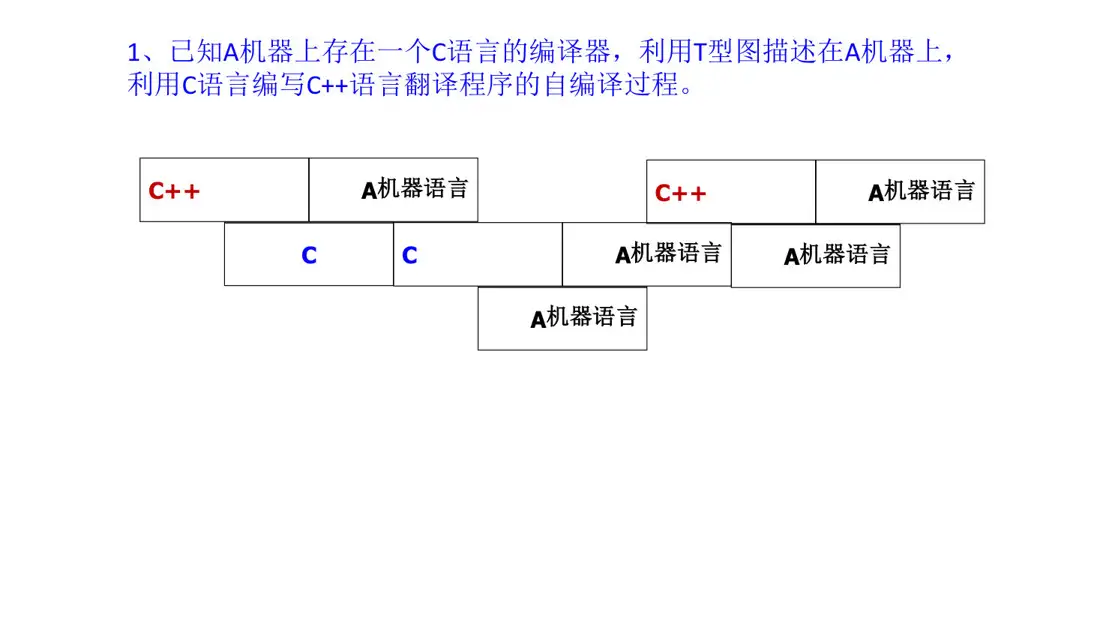 1、已知A机器上存在一个C语言的编译器，利用T型图描述在A机器上，
利用C语言编写C++语言翻译程序的自编译过程。
C++ A机器语言 C++ A机器语言
C C A机器语言 A机器语言
A机器语言